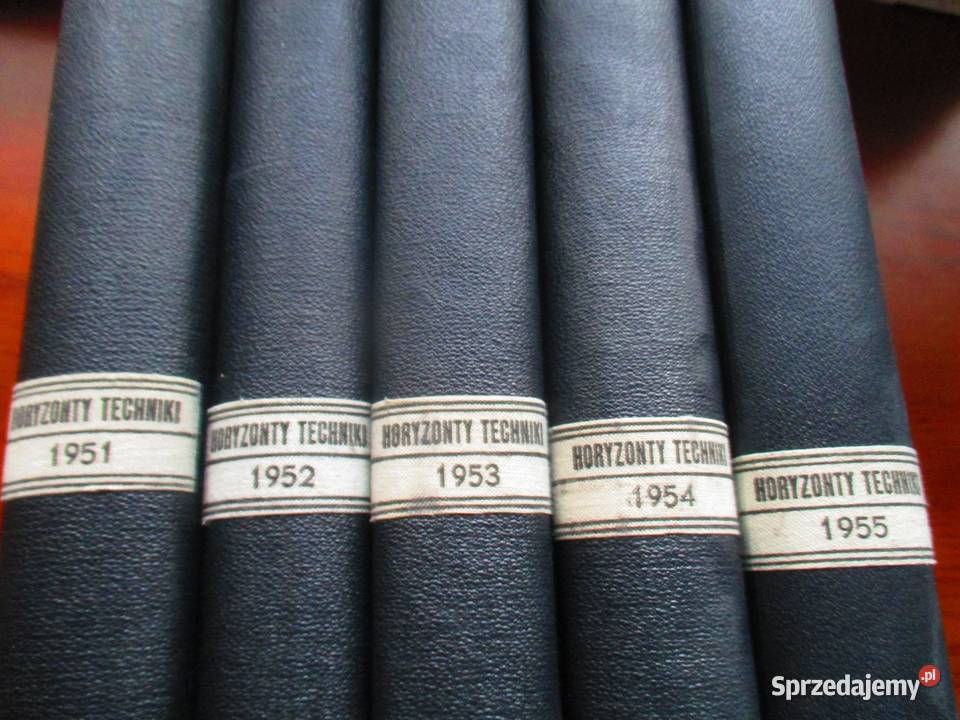 HORYZONTY TECHNIKI
1951
HORYZONTY TECHNIKI
1952
HORYZONTY TECHNIKI
1953
HORYZONTY TECHNIKI
1954
HORYZONTY TECHNIKI
1955
Sprzedajemy.pl